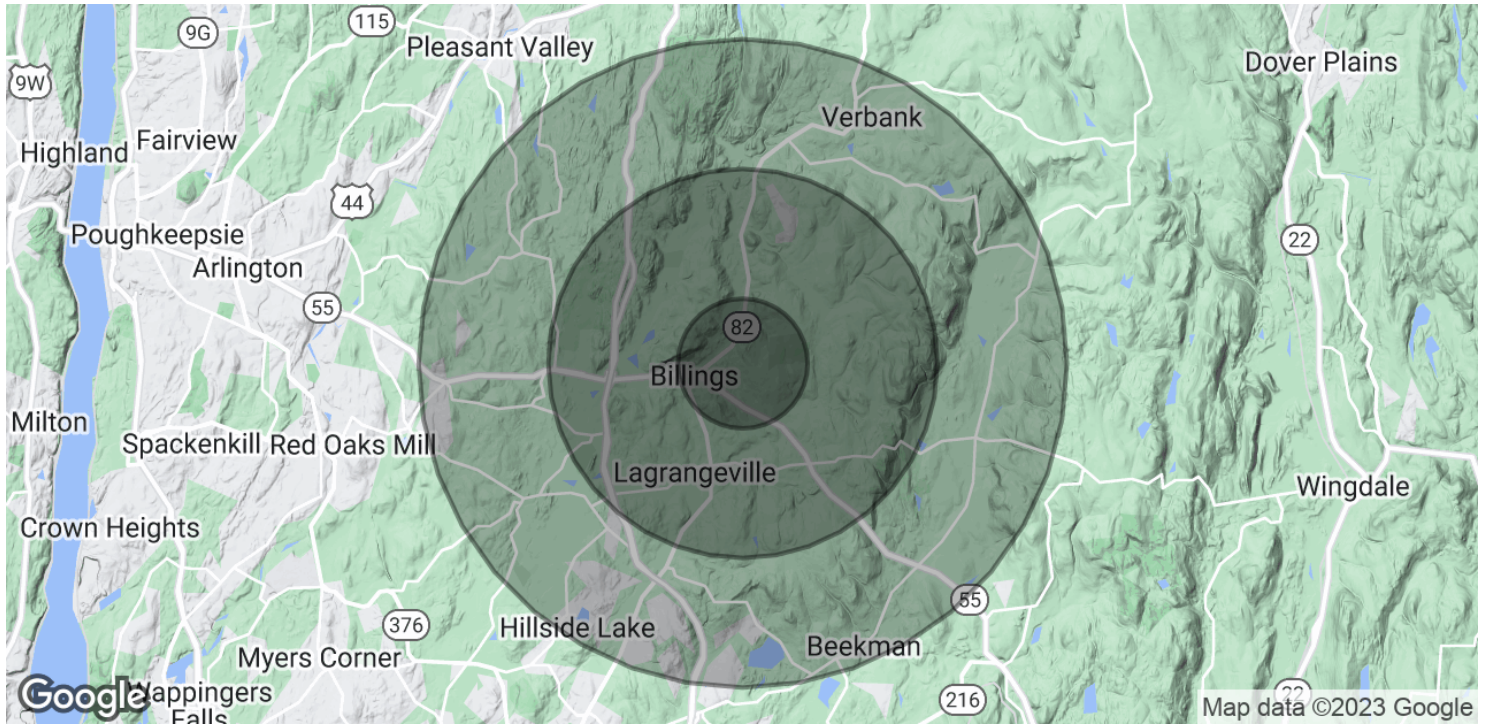 115
9G
Pleasant Valley
Dover Plains
9W
Verbank
Fairview
Highland
44
Poughkeepsie
22
Arlington
55
82
Billings
Milton
Spackenkill
Red Oaks Mill
Lagrangeville
Wingdale
Crown Heights
55
376
Hillside Lake
Beekman
Myers Corner
Google
Wappingers
Falls
216
22
Map data ©2023 Google